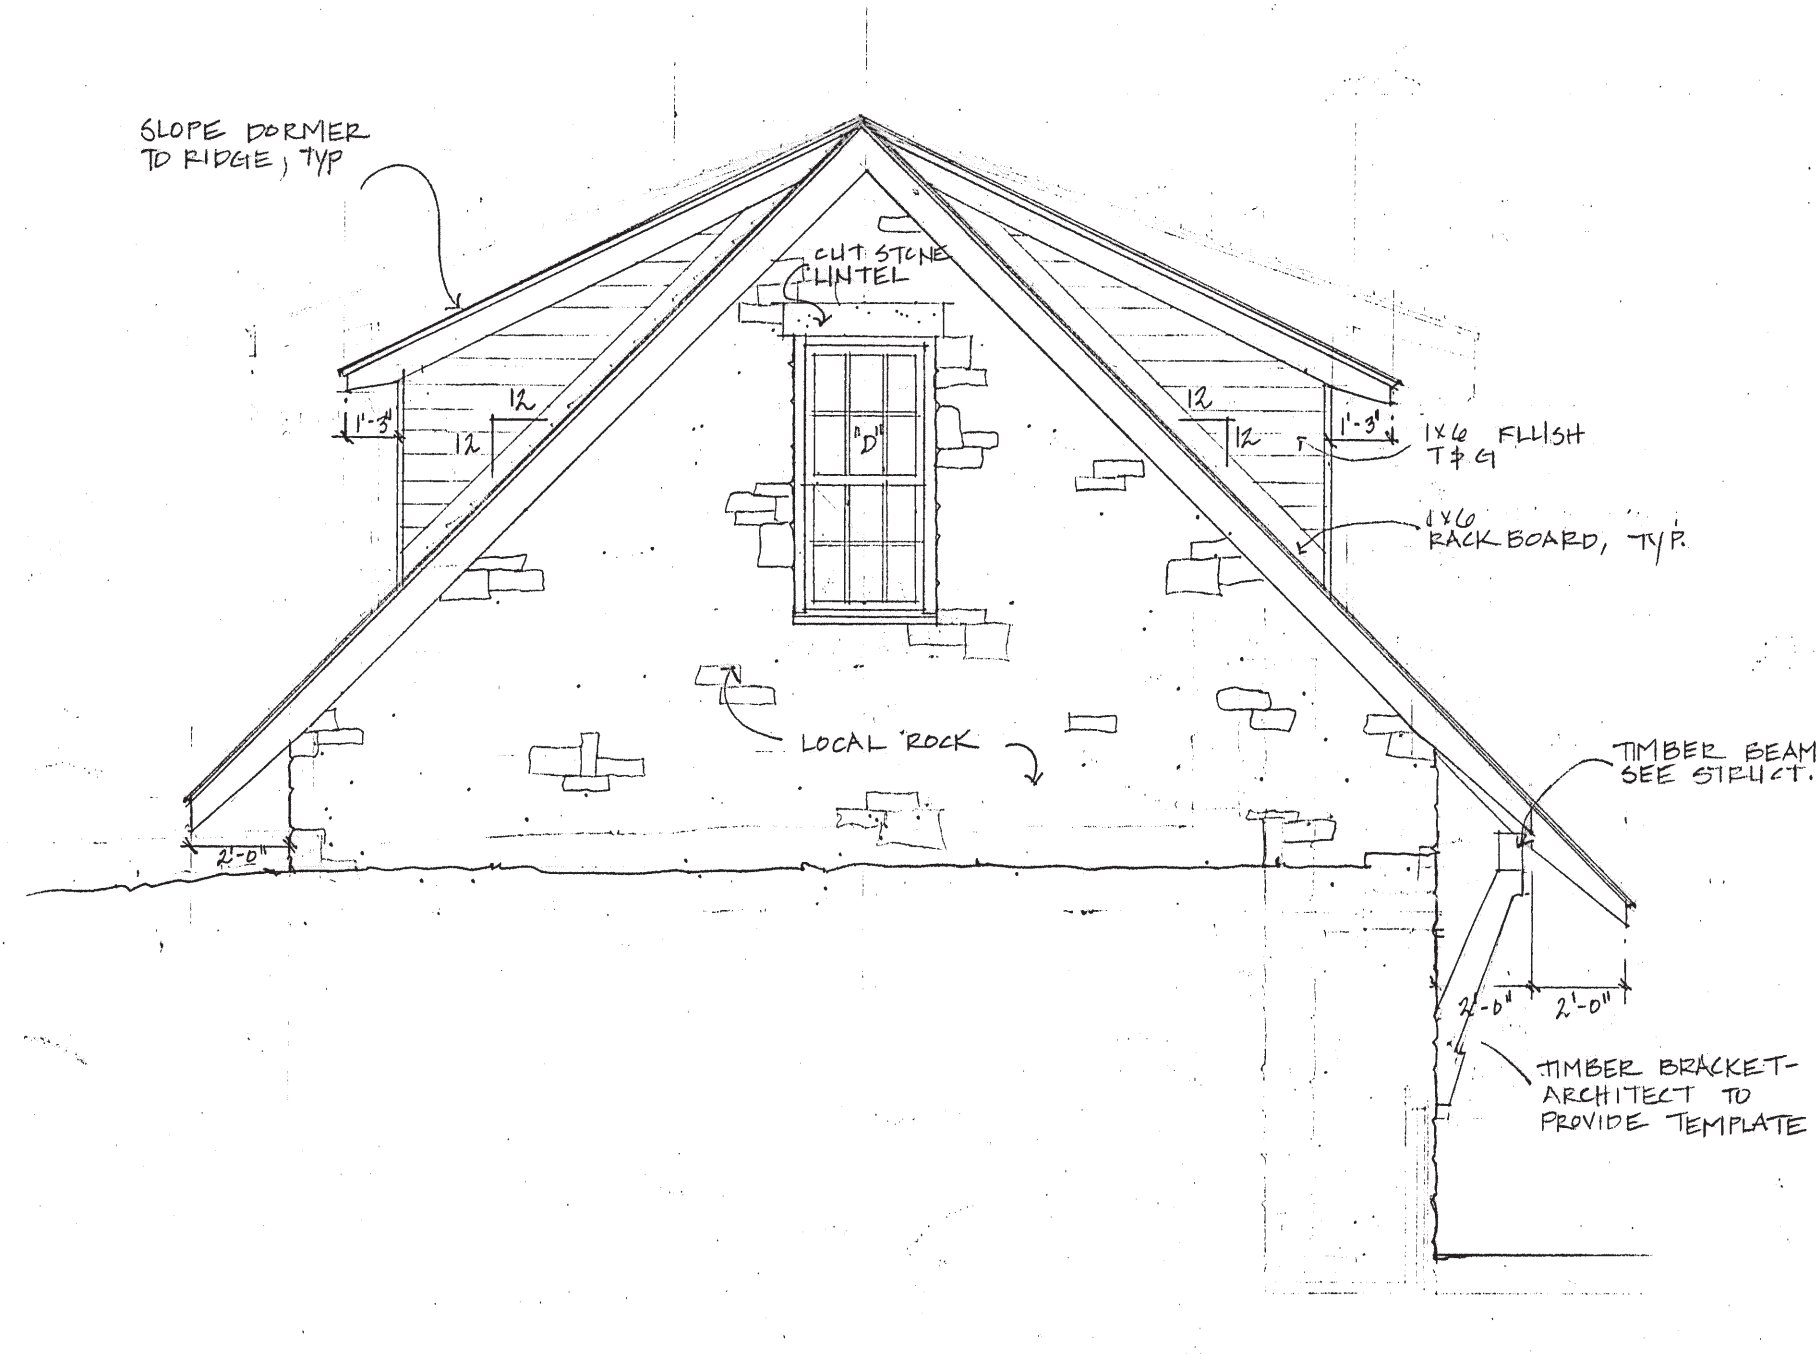 SLOPE DORMER
TO RIDGE, TYP
CUT STONE
LINTEL
12
12
12
12
1'-3"
1'-3"
"D"
1x6 FLUSH
T & G
1x6
RACK BOARD, TYP.
LOCAL ROCK
TIMBER BEAM
SEE STRUCT.
2'-0"
2'-0"
2'-0"
TIMBER BRACKET-
ARCHITECT TO
PROVIDE TEMPLATE